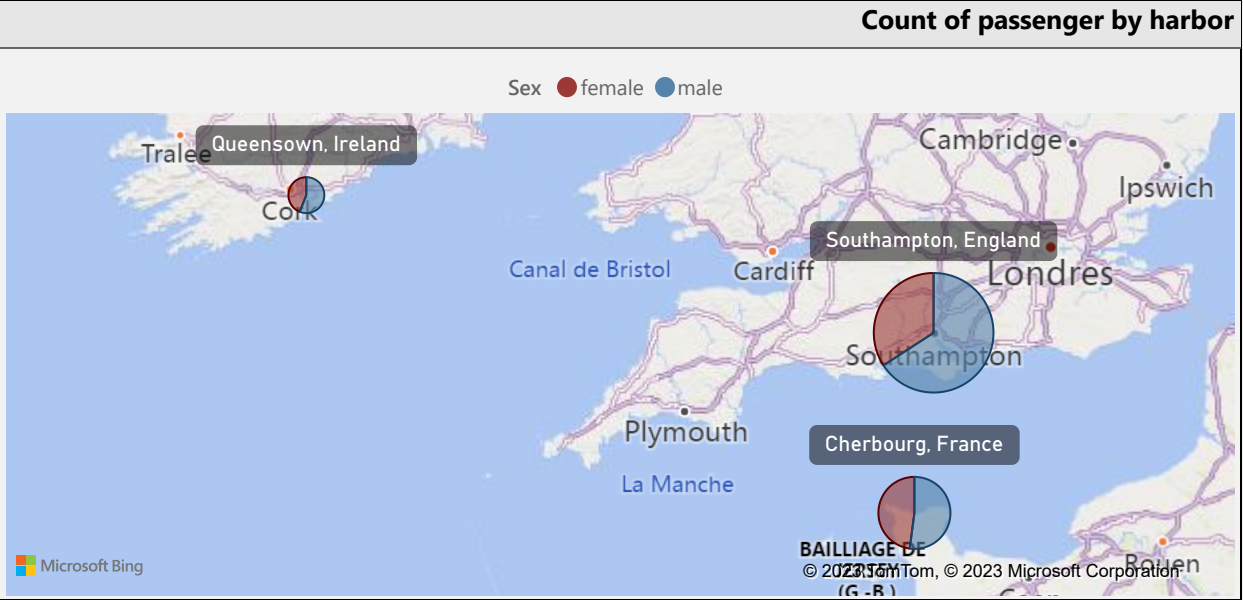 Count of passenger by harbor
Sex female male
Queensown, Ireland
Tralee
Cork
Cambridge
Ipswich
Southampton, England
Canal de Bristol
Cardiff
Londres
Southampton
Plymouth
Cherbourg, France
La Manche
BAILLIAGE DE
JERSEY
(G.-B.)
Rouen
Microsoft Bing
© 2023 TomTom, © 2023 Microsoft Corporation